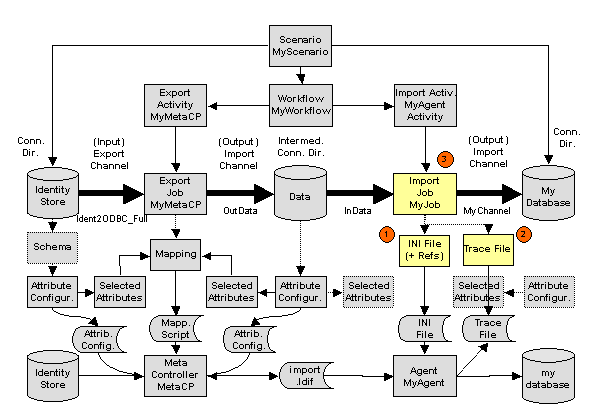 Scenario
MyScenario
Export
Activity
MyMetaCP
Workflow
MyWorkflow
Import Activ.
MyAgent
Activity
Conn.
Dir.
(Input)
Export
Channel
(Output)
Import
Channel
Intermed.
Conn. Dir.
3
(Output)
Import
Channel
Conn.
Dir.
Identity
Store
Export
Job
MyMetaCP
Data
Import
Job
MyJob
My
Database
Ident2ODBC_Full
OutData
InData
MyChannel
Schema
Mapping
1
INI File
(+ Refs)
Trace File
2
Attribute
Configur.
Selected
Attributes
Selected
Attributes
Attribute
Configur.
Selected
Attributes
Selected
Attributes
Attribute
Configur.
Attrib.
Config.
Mapp.
Script
Attrib.
Config.
INI
File
Trace
File
Identity
Store
Meta
Controller
MetaCP
import
.ldif
Agent
MyAgent
my
database